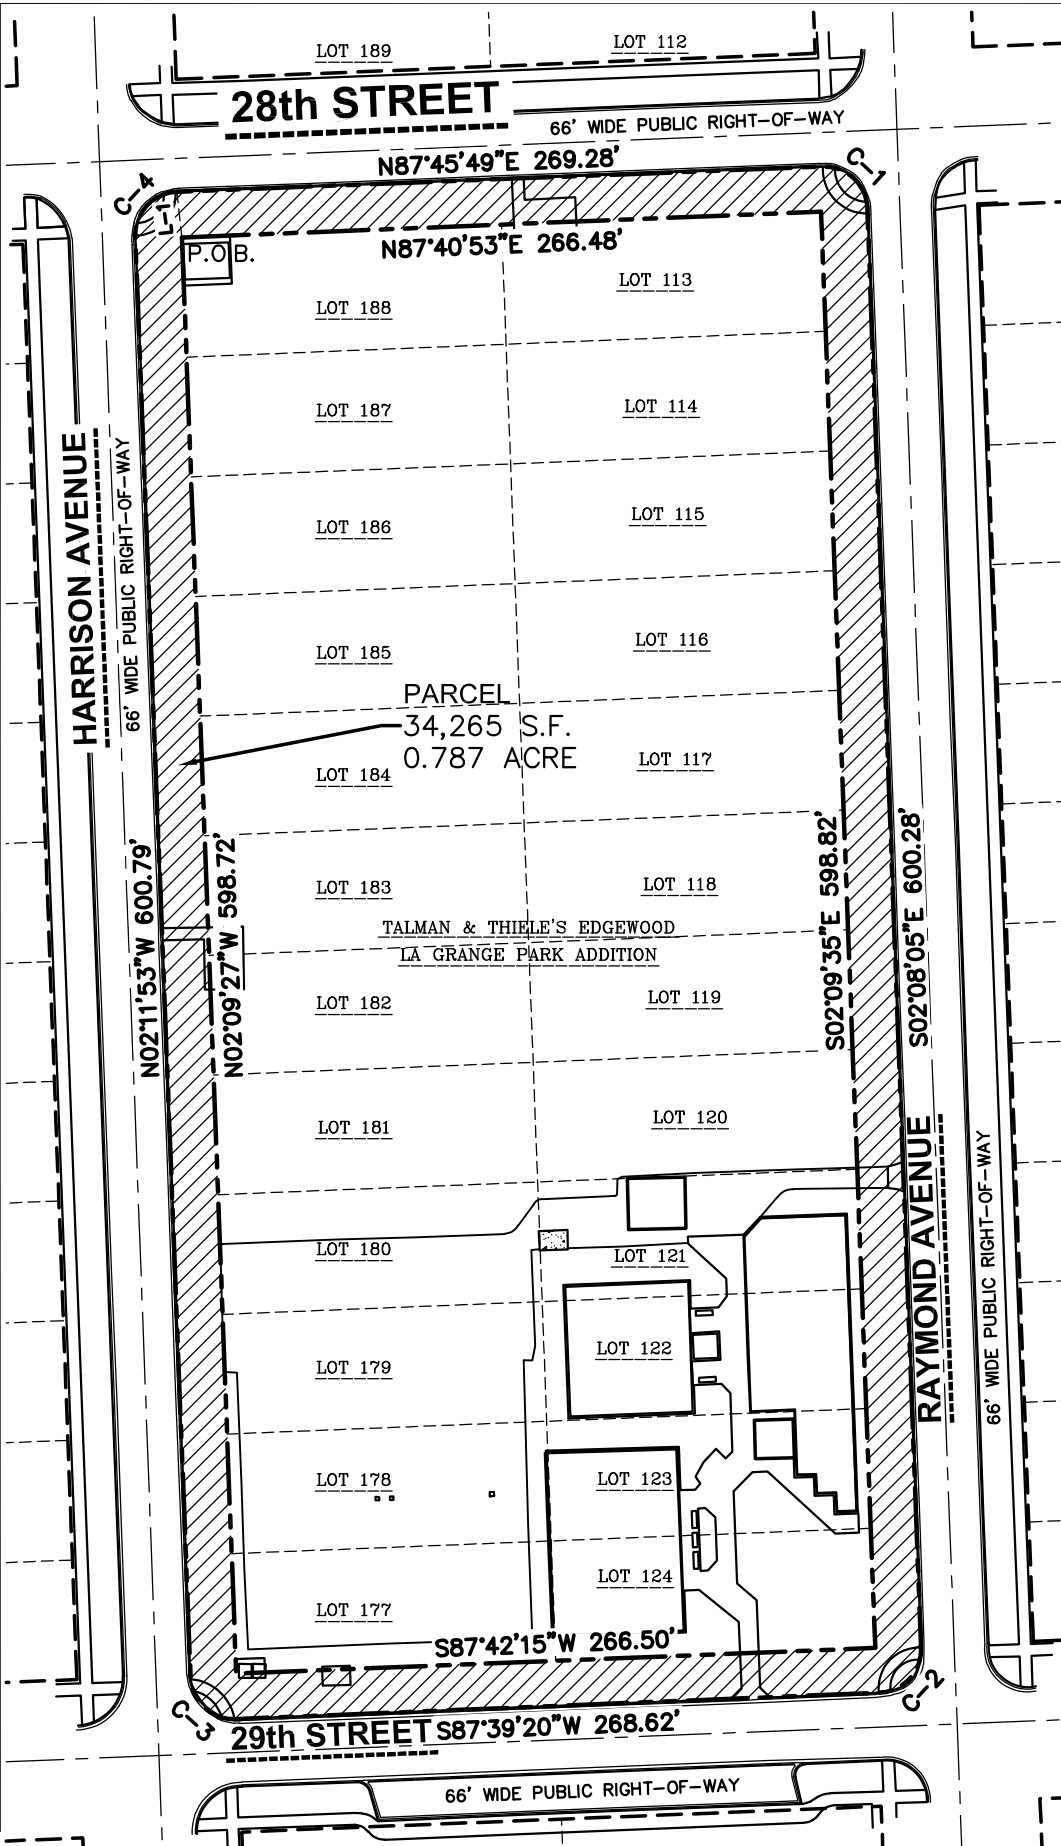 LOT 189
LOT 112
28th STREET
66' WIDE PUBLIC RIGHT-OF-WAY
N87°45'49"E 269.28'
C-4
C-1
L-1
N87°40'53"E 266.48'
P.O.B.
LOT 188
LOT 113
LOT 187
LOT 114
HARRISON AVENUE
66' WIDE PUBLIC RIGHT-OF-WAY
LOT 186
LOT 115
LOT 185
LOT 116
PARCEL
34,265 S.F.
0.787 ACRE
LOT 184
LOT 117
N02°11'53"W 600.79'
N02°09'27"W 598.72'
S02°09'35"E 598.82'
S02°08'05"E 600.28'
LOT 183
LOT 118
TALMAN & THIELE'S EDGEWOOD
LA GRANGE PARK ADDITION
LOT 182
LOT 119
LOT 181
LOT 120
RAYMOND AVENUE
66' WIDE PUBLIC RIGHT-OF-WAY
LOT 180
LOT 121
LOT 179
LOT 122
LOT 178
LOT 123
LOT 177
LOT 124
S87°42'15"W 266.50'
C-3
C-2
29th STREET S87°39'20"W 268.62'
66' WIDE PUBLIC RIGHT-OF-WAY